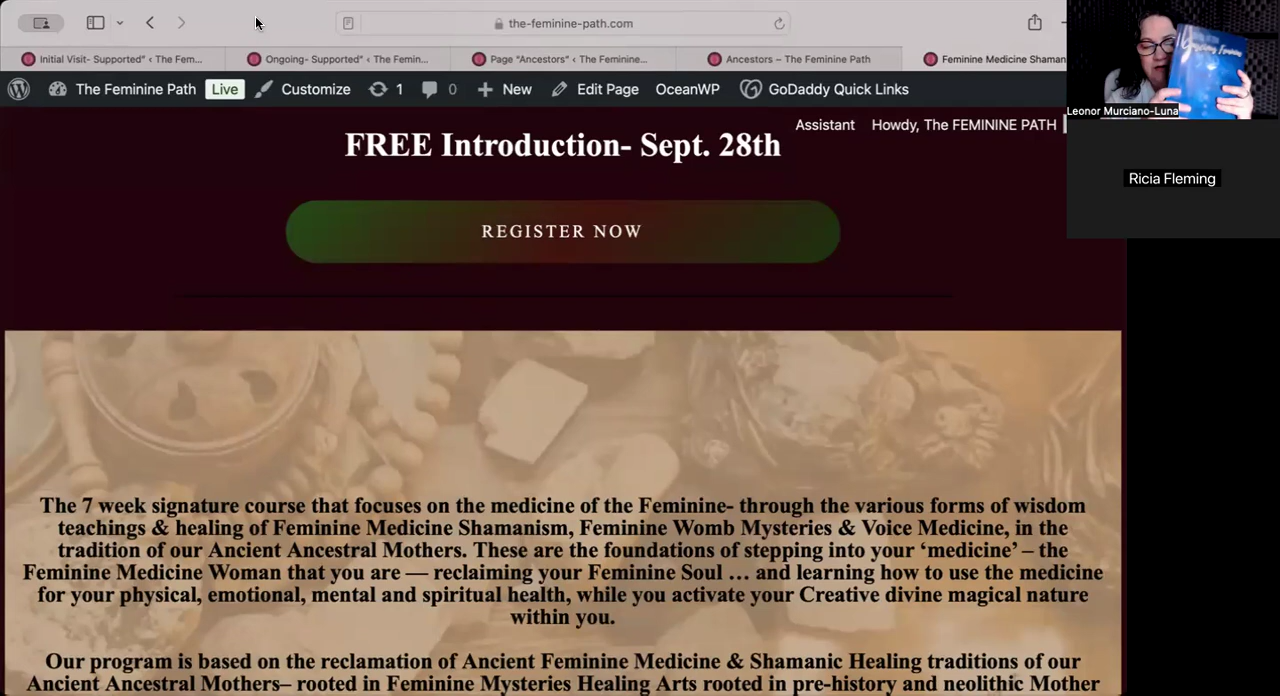 the-feminine-path.com
Initial Visit- Supported" ‹ The Fem...
Ongoing- Supported" ‹ The Femin...
Page "Ancestors" ‹ The Feminine...
Ancestors – The Feminine Path
Feminine Medicine Shaman
The Feminine Path
Live
Customize
1
0
New
Edit Page
OceanWP
GoDaddy Quick Links
Leonor Murciano-Luna
Assistant
Howdy, The FEMININE PATH
FREE Introduction- Sept. 28th
Ricia Fleming
REGISTER NOW
The 7 week signature course that focuses on the medicine of the Feminine- through the various forms of wisdom
teachings & healing of Feminine Medicine Shamanism, Feminine Womb Mysteries & Voice Medicine, in the
tradition of our Ancient Ancestral Mothers. These are the foundations of stepping into your ‘medicine’ – the
Feminine Medicine Woman that you are — reclaiming your Feminine Soul … and learning how to use the medicine
for your physical, emotional, mental and spiritual health, while you activate your Creative divine magical nature
within you.
Our program is based on the reclamation of Ancient Feminine Medicine & Shamanic Healing traditions of our
Ancient Ancestral Mothers– rooted in Feminine Mysteries Healing Arts rooted in pre-history and neolithic Mother